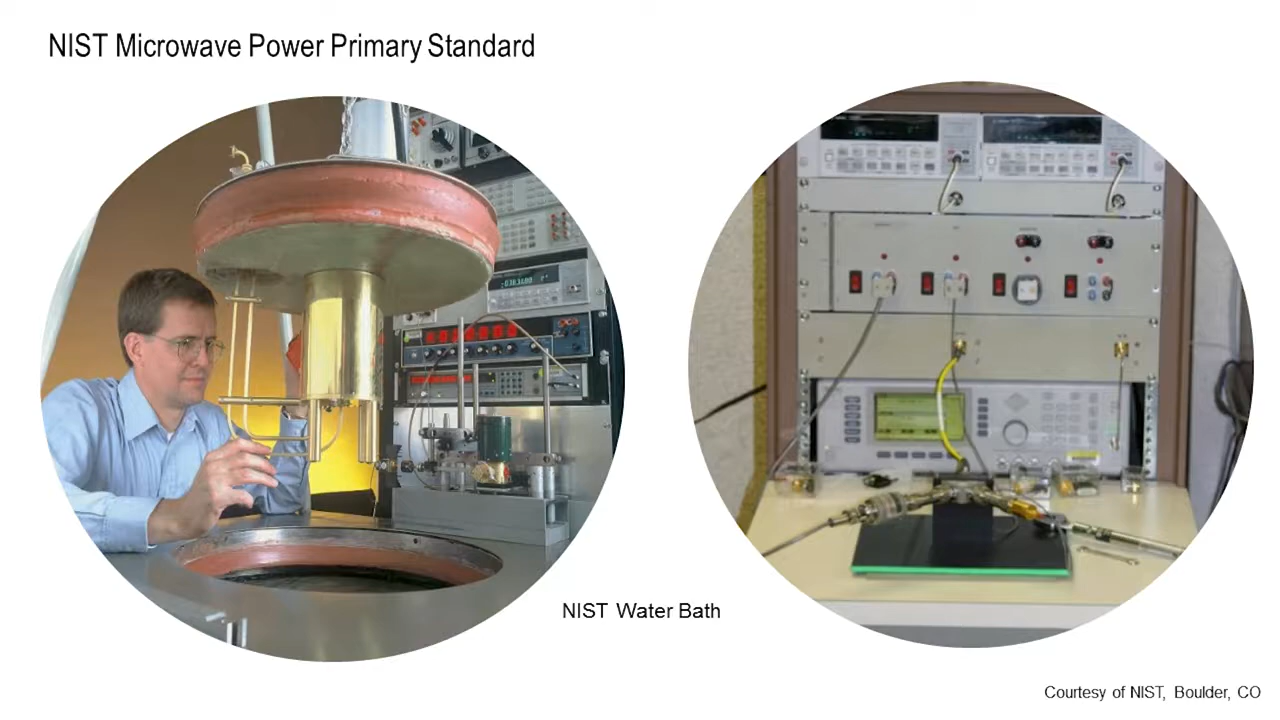 NIST Microwave Power Primary Standard
NIST Water Bath
Courtesy of NIST, Boulder, CO